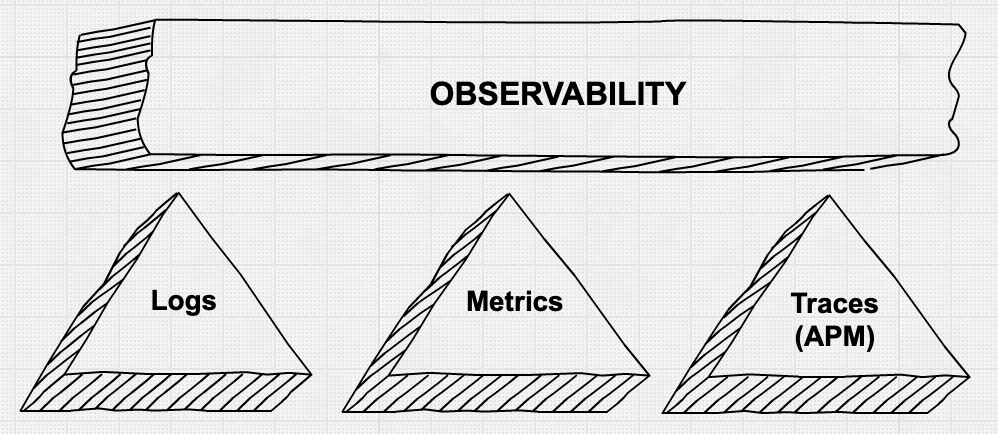 OBSERVABILITY
Logs
Metrics
Traces
(APM)